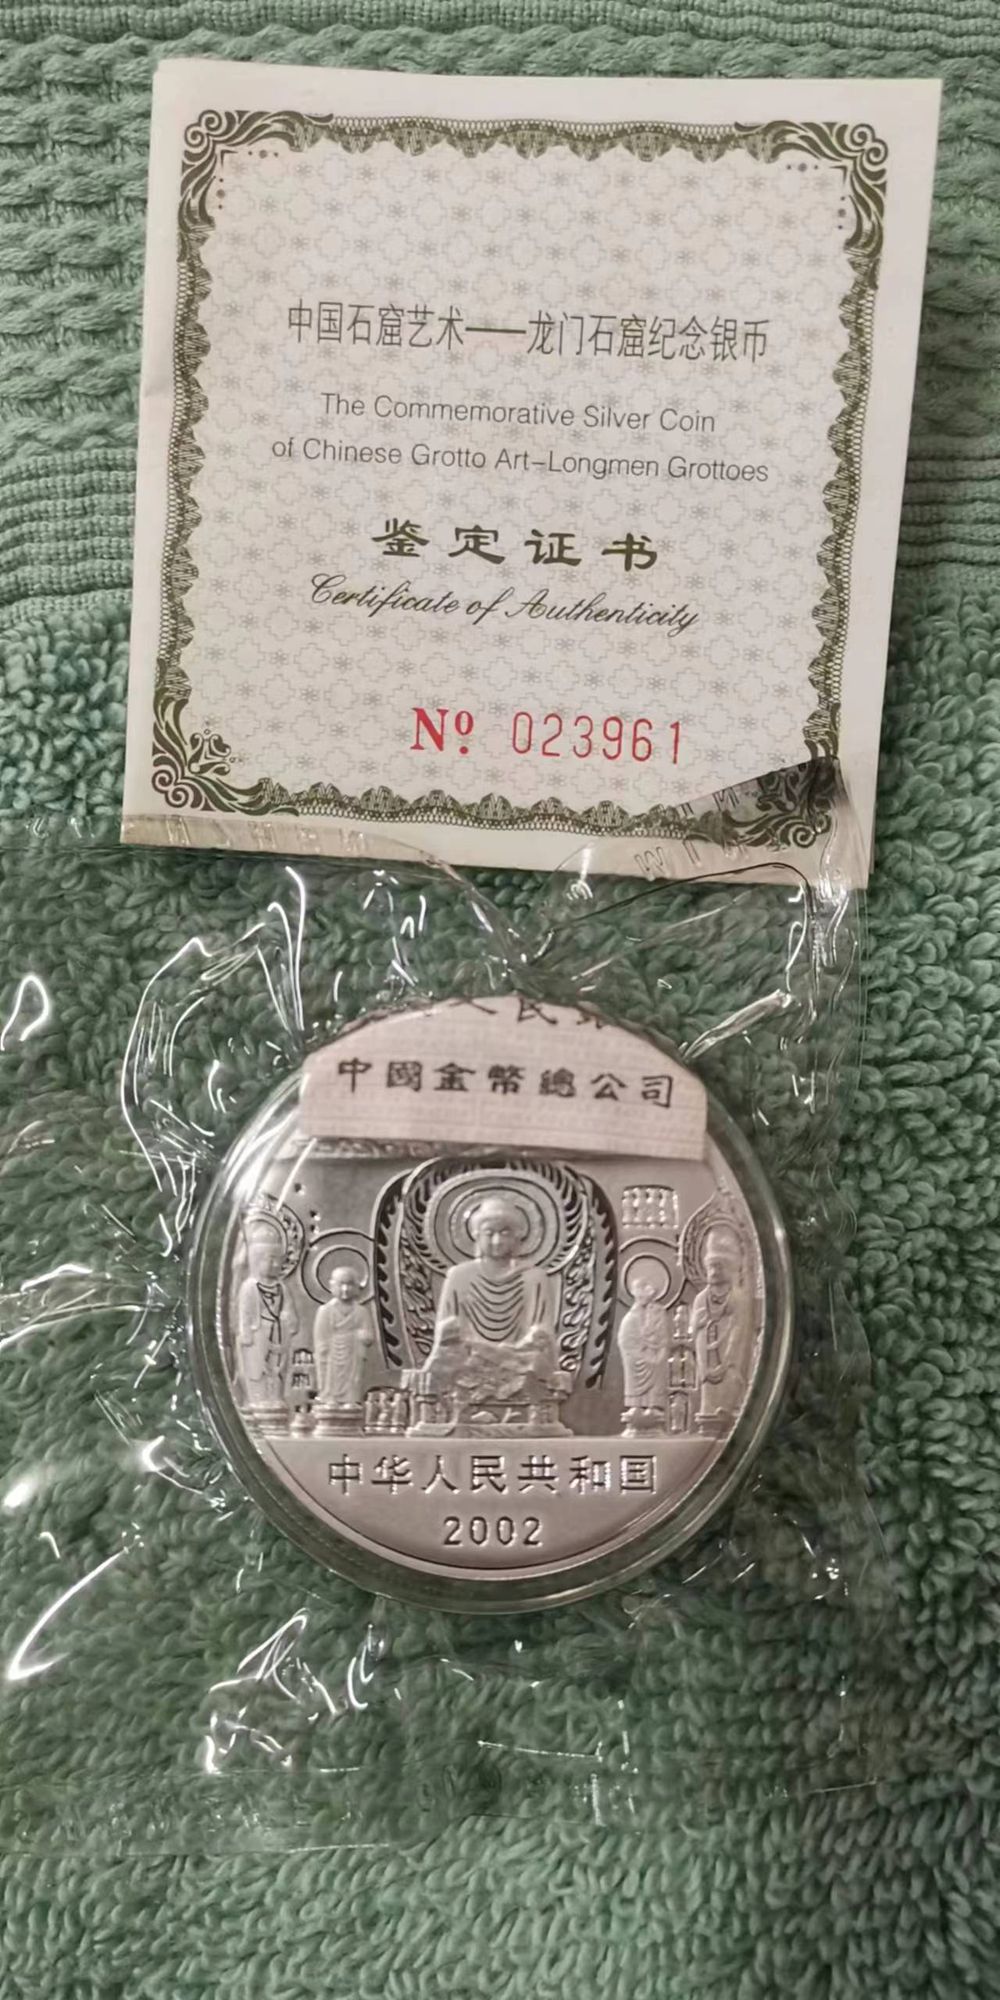 中国石窟艺术——龙门石窟纪念银币
The Commemorative Silver Coin
of Chinese Grotto Art-Longmen Grottoes
鉴定证书
Certificate of Authenticity
Nº 023961
人民
中國金幣總公司
中华人民共和国
2002